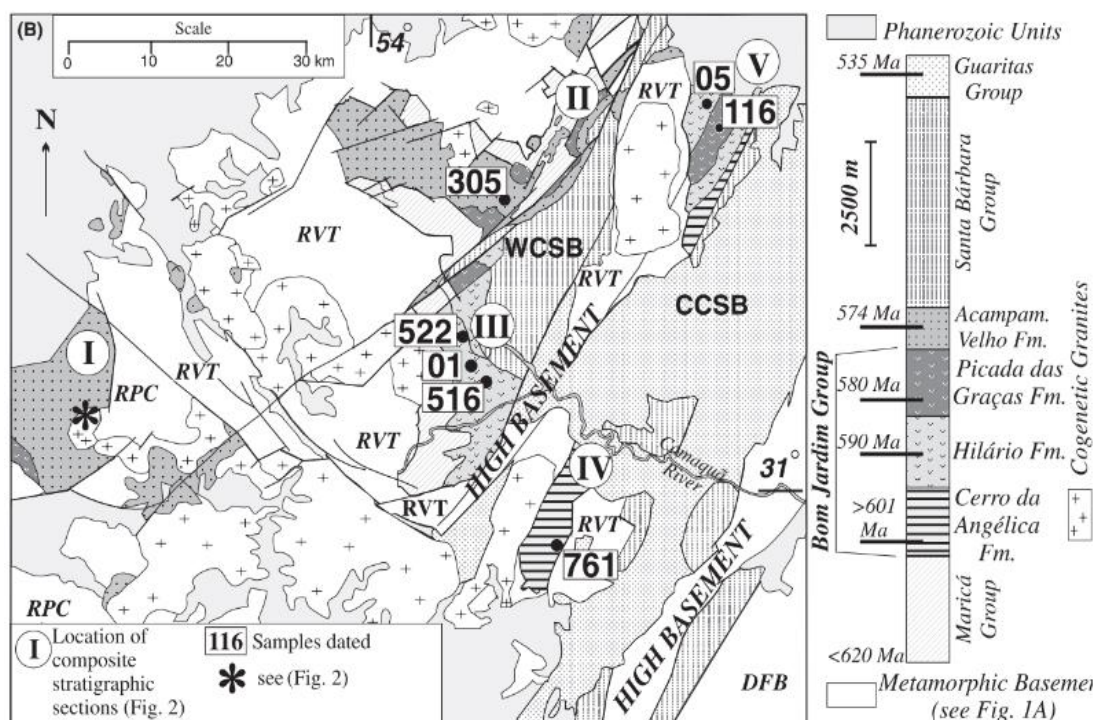 (B)
Scale
0 10 20 30 km
54°
N
I
II
III
IV
V
05
116
305
522
01
516
761
RVT
RVT
RVT
RVT
RVT
RVT
RVT
RVT
RPC
RPC
WCSB
CCSB
HIGH BASEMENT
HIGH BASEMENT
Camaquã
River
31°
DFB
I Location of
composite
stratigraphic
sections (Fig. 2)
116 Samples dated
* see (Fig. 2)
Phanerozoic Units
535 Ma
Guaritas
Group
2500 m
Santa Bárbara
Group
574 Ma
Acampam.
Velho Fm.
Bom Jardim Group
Picada das
Graças Fm.
580 Ma
590 Ma
Hilário Fm.
>601
Ma
Cerro da
Angélica
Fm.
Cogenetic Granites
Maricá
Group
<620 Ma
Metamorphic Basemen
(see Fig. 1A)